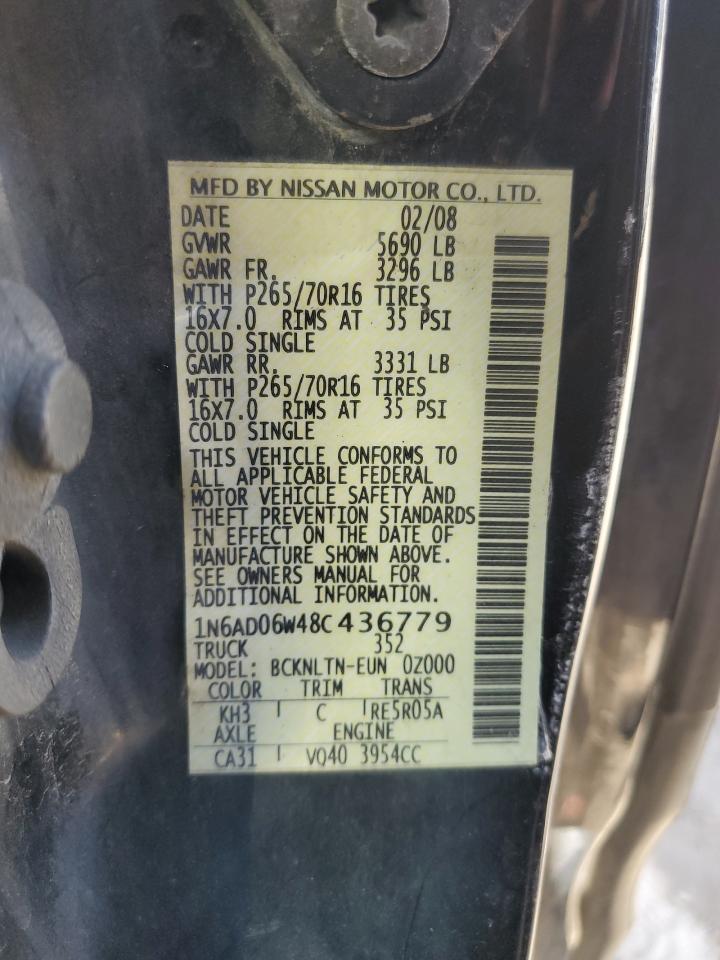 MFD BY NISSAN MOTOR CO., LTD.
DATE 02/08
GVWR 5690 LB
GAWR FR. 3296 LB
WITH P265/70R16 TIRES
16X7.0 RIMS AT 35 PSI
COLD SINGLE
GAWR RR. 3331 LB
WITH P265/70R16 TIRES
16X7.0 RIMS AT 35 PSI
COLD SINGLE
THIS VEHICLE CONFORMS TO
ALL APPLICABLE FEDERAL
MOTOR VEHICLE SAFETY AND
THEFT PREVENTION STANDARDS
IN EFFECT ON THE DATE OF
MANUFACTURE SHOWN ABOVE.
SEE OWNERS MANUAL FOR
ADDITIONAL INFORMATION.
1N6AD06W48C436779
TRUCK 352
MODEL: BCKNLTN-EUN 0Z000
COLOR TRIM TRANS
KH3 C RE5R05A
AXLE ENGINE
CA31 VQ40 3954CC